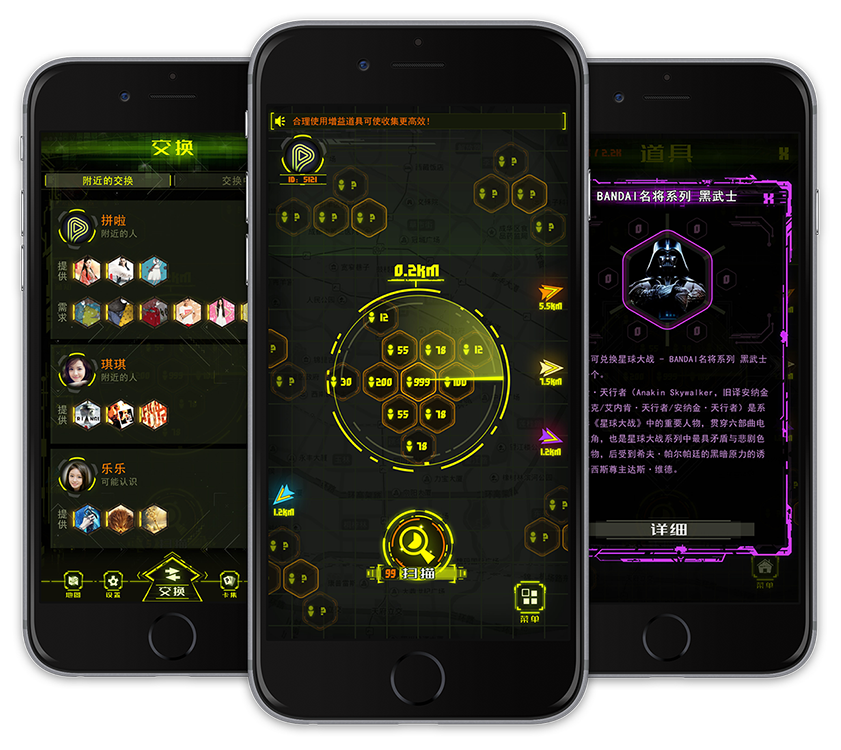 交换
附近的交换
交换
拼啦
附近的人
提供
需求
琪琪
附近的人
提供
乐乐
可能认识
提供
地图
设备
交换
卡集
合理使用增益道具可使收集更高效！
ID: 5121
?
?
?
?
?
?
?
?
0.2km
12
55
78
12
?
?
30
200
999
100
55
78
78
5.5km
7.5km
1.2km
1.2km
?
?
?
?
?
99 扫描
菜单
道具
BANDAI名将系列 黑武士
0
0
0
0
0
0
可兑换星球大战 - BANDAI名将系列 黑武士
个。
·天行者（Anakin Skywalker, 旧译安纳金
克/艾内肯·天行者/安纳金·天行者）是系
《星球大战》中的重要人物，贯穿六部曲电
角，也是星球大战系列中最具矛盾与悲剧色
物，后受到希夫·帕尔帕廷的黑暗原力的诱
西斯尊主达斯·维德。
详细